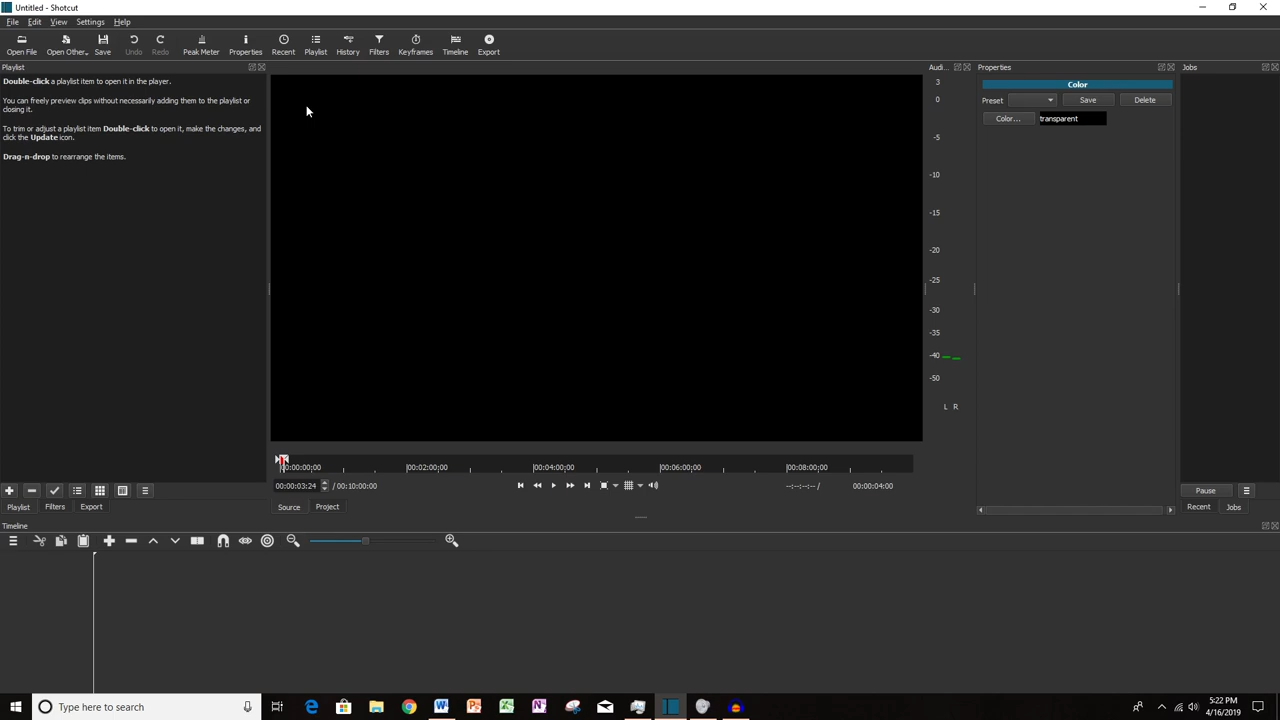 Untitled - Shotcut
File Edit View Settings Help
Open File Open Other.. Save Undo Redo Peak Meter Properties Recent Playlist History Filters Keyframes Timeline Export
Playlist
Double-click a playlist item to open it in the player.
You can freely preview clips without necessarily adding them to the playlist or
closing it.
To trim or adjust a playlist item Double-click to open it, make the changes, and
click the Update icon.
Drag-n-drop to rearrange the items.
Playlist Filters Export
00:00:00;00 |00:02:00;00 |00:04:00;00 |00:06:00;00 |00:08:00;00
00:00:03;24 / 00:10:00;00 --:--:--:-- / 00:00:04;00
Source Project
Audi...
3
0
-5
-10
-15
-20
-25
-30
-35
-40
-50
L R
Properties
Color
Preset Save Delete
Color... transparent
Jobs
Pause
Recent Jobs
Timeline
Type here to search
5:22 PM
4/16/2019